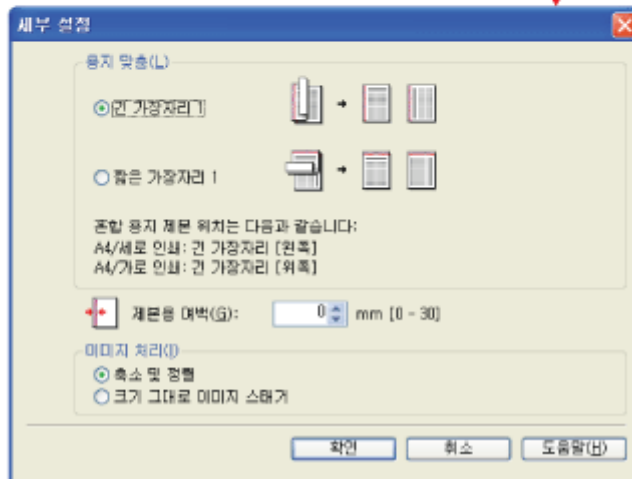 세부 설정
용지 맞춤(L)
긴 가장자리 1
짧은 가장자리 1
혼합 용지 제본 위치는 다음과 같습니다:
A4/세로 인쇄: 긴 가장자리 [왼쪽]
A4/가로 인쇄: 긴 가장자리 [위쪽]
제본용 여백(G): 0 mm [0 - 30]
이미지 처리(I)
축소 및 정렬
크기 그대로 이미지 스태거
확인 취소 도움말(H)